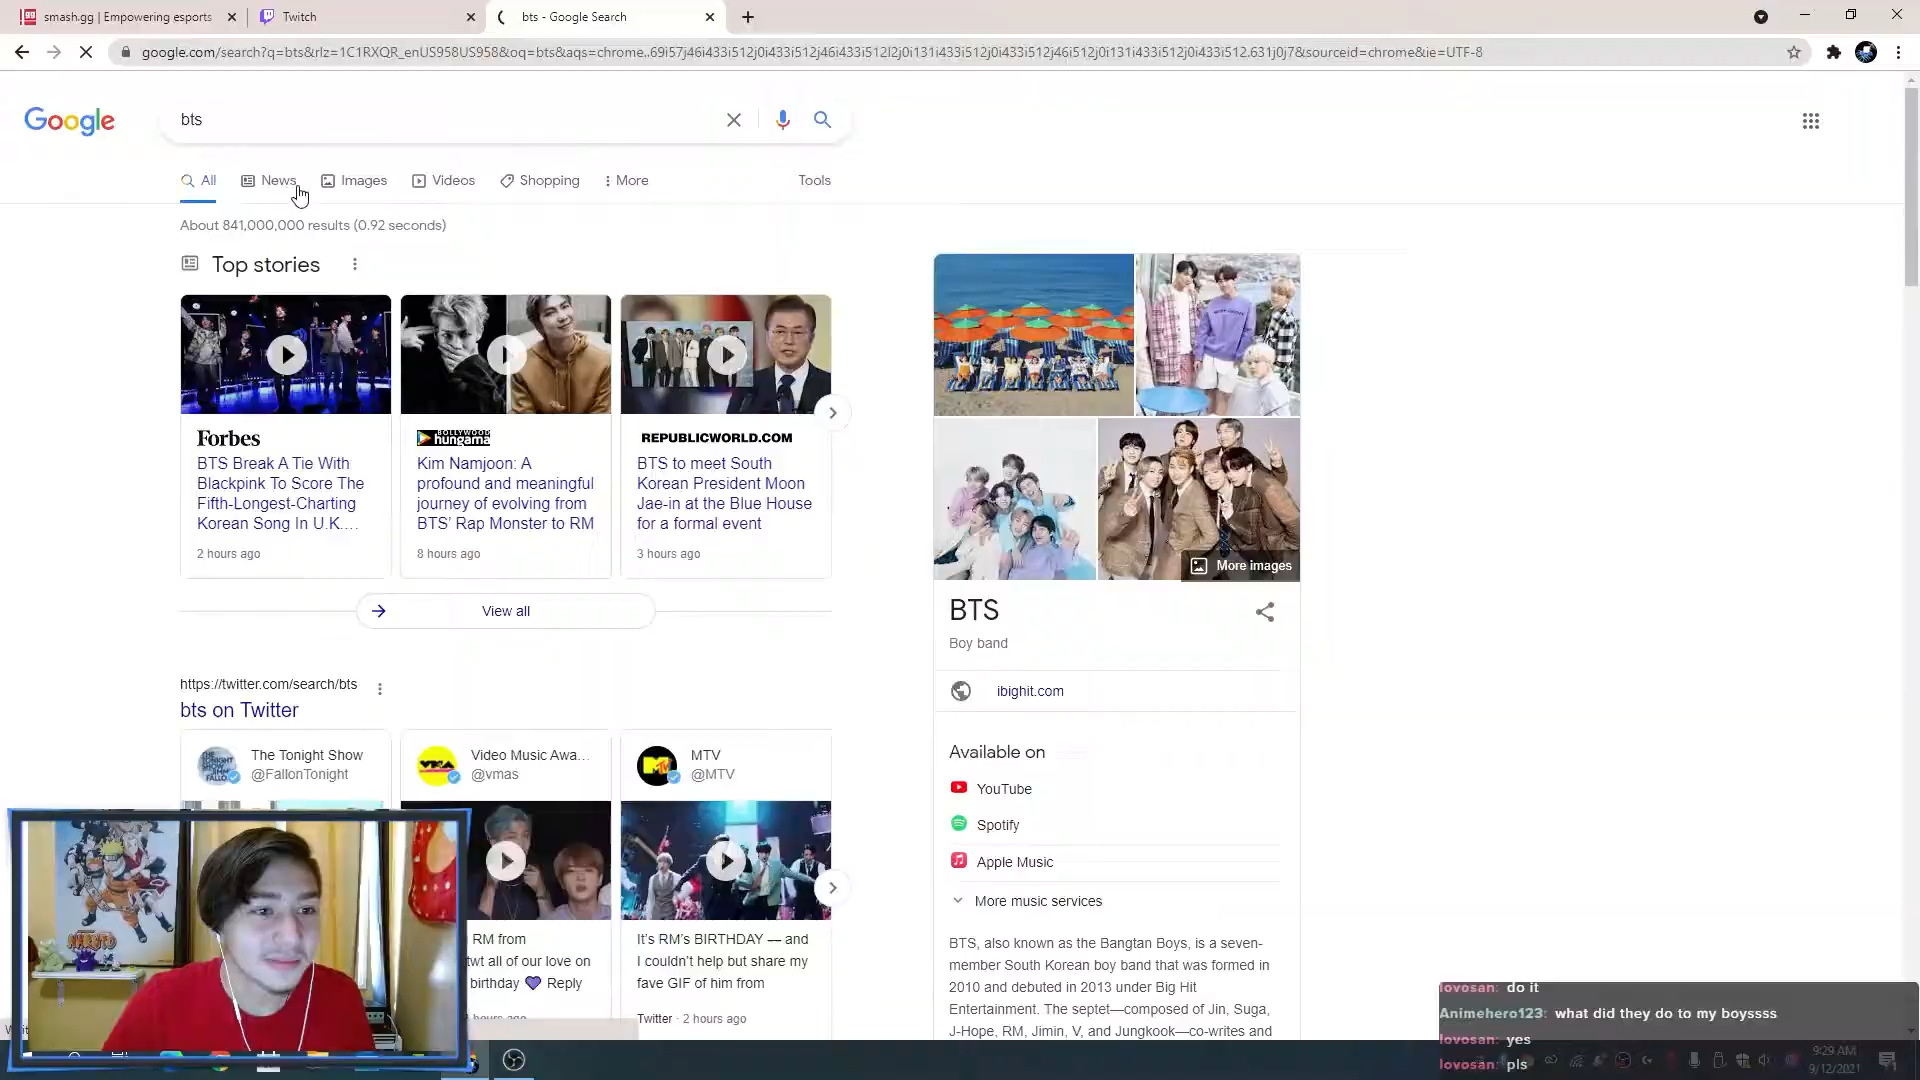 smash.gg | Empowering esports
Twitch
bts - Google Search
google.com/search?q=bts&rlz=1C1RXQR_enUS958US958&oq=bts&aqs=chrome..69i57j46i433i512j0i433i512j46i433i512l2j0i131i433i512j46i512j0i131i433i512j0i433i512.631j0j7&sourceid=chrome&ie=UTF-8
Google
bts
All News Images Videos Shopping More Tools
About 841,000,000 results (0.92 seconds)
Top stories
Forbes
BTS Break A Tie With
Blackpink To Score The
Fifth-Longest-Charting
Korean Song In U.K....
2 hours ago
BOLLYWOOD
hungama
Kim Namjoon: A
profound and meaningful
journey of evolving from
BTS' Rap Monster to RM
8 hours ago
REPUBLICWORLD.COM
BTS to meet South
Korean President Moon
Jae-in at the Blue House
for a formal event
3 hours ago
View all
https://twitter.com/search/bts
bts on Twitter
The Tonight Show
@FallonTonight
Video Music Awa...
@vmas
RM from
twt all of our love on
birthday 💜 Reply
hours ago
MTV
@MTV
It's RM's BIRTHDAY — and
I couldn't help but share my
fave GIF of him from
Twitter · 2 hours ago
More images
BTS
Boy band
ibighit.com
Available on
YouTube
Spotify
Apple Music
More music services
BTS, also known as the Bangtan Boys, is a seven-
member South Korean boy band that was formed in
2010 and debuted in 2013 under Big Hit
Entertainment. The septet—composed of Jin, Suga,
J-Hope, RM, Jimin, V, and Jungkook—co-writes and
NARUTO
lovosan: do it
Animehero123: what did they do to my boyssss
lovosan: yes
lovosan: pls
9:29 AM
9/12/2021